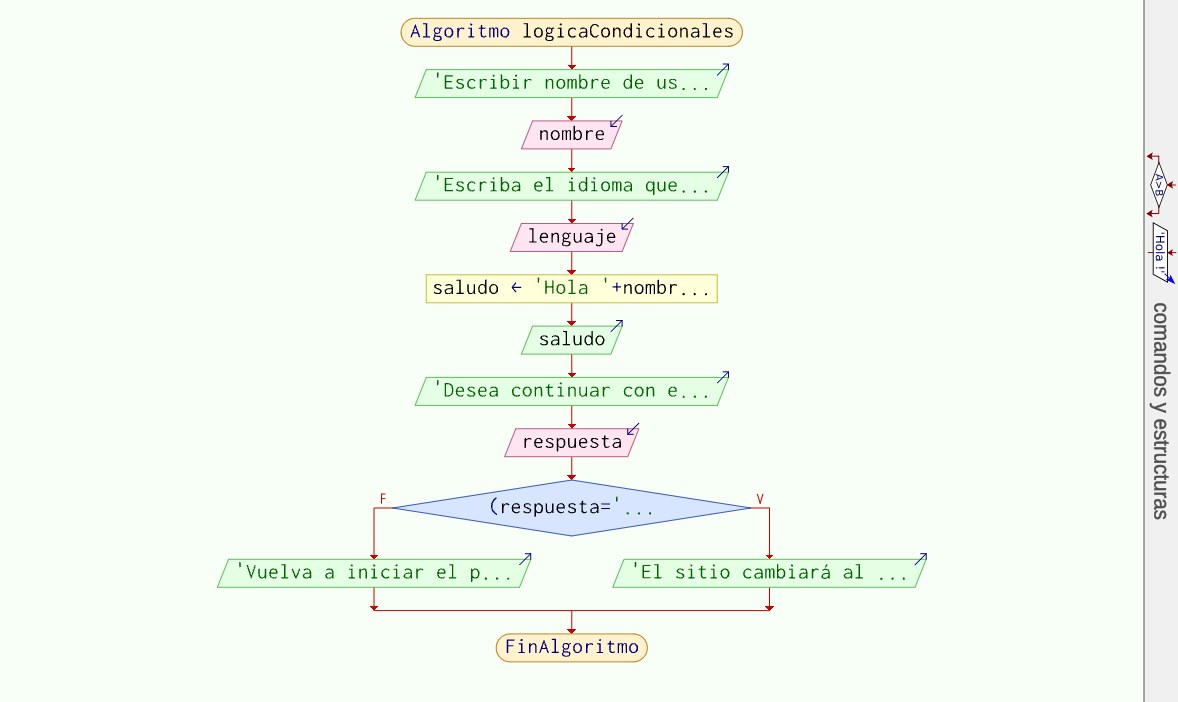 Algoritmo logicaCondicionales
'Escribir nombre de us...
nombre
'Escriba el idioma que...
lenguaje
saludo ← 'Hola '+nombr...
saludo
'Desea continuar con e...
respuesta
(respuesta='...
F
V
'Vuelva a iniciar el p...
'El sitio cambiará al ...
FinAlgoritmo
A>B
'Hola !'
comandos y estructuras